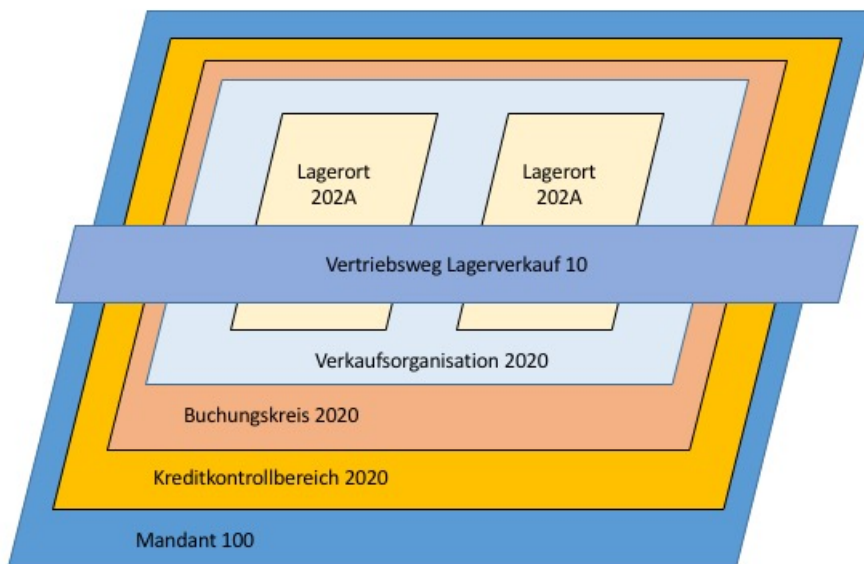 Lagerort
202A
Lagerort
202A
Vertriebsweg Lagerverkauf 10
Verkaufsorganisation 2020
Buchungskreis 2020
Kreditkontrollbereich 2020
Mandant 100